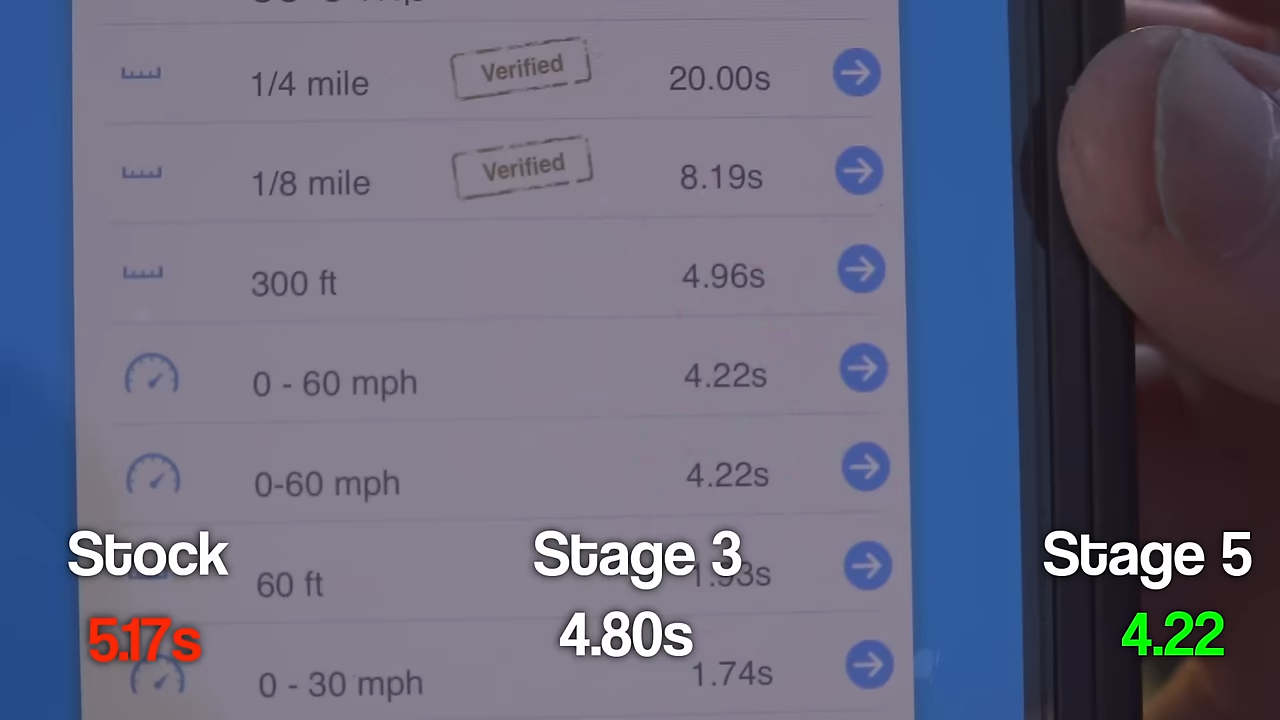 1/4 mile Verified 20.00s
1/8 mile Verified 8.19s
300 ft 4.96s
0 - 60 mph 4.22s
0-60 mph 4.22s
Stock Stage 3 Stage 5
60 ft 1.93s
5.17s 4.80s 4.22
0 - 30 mph 1.74s